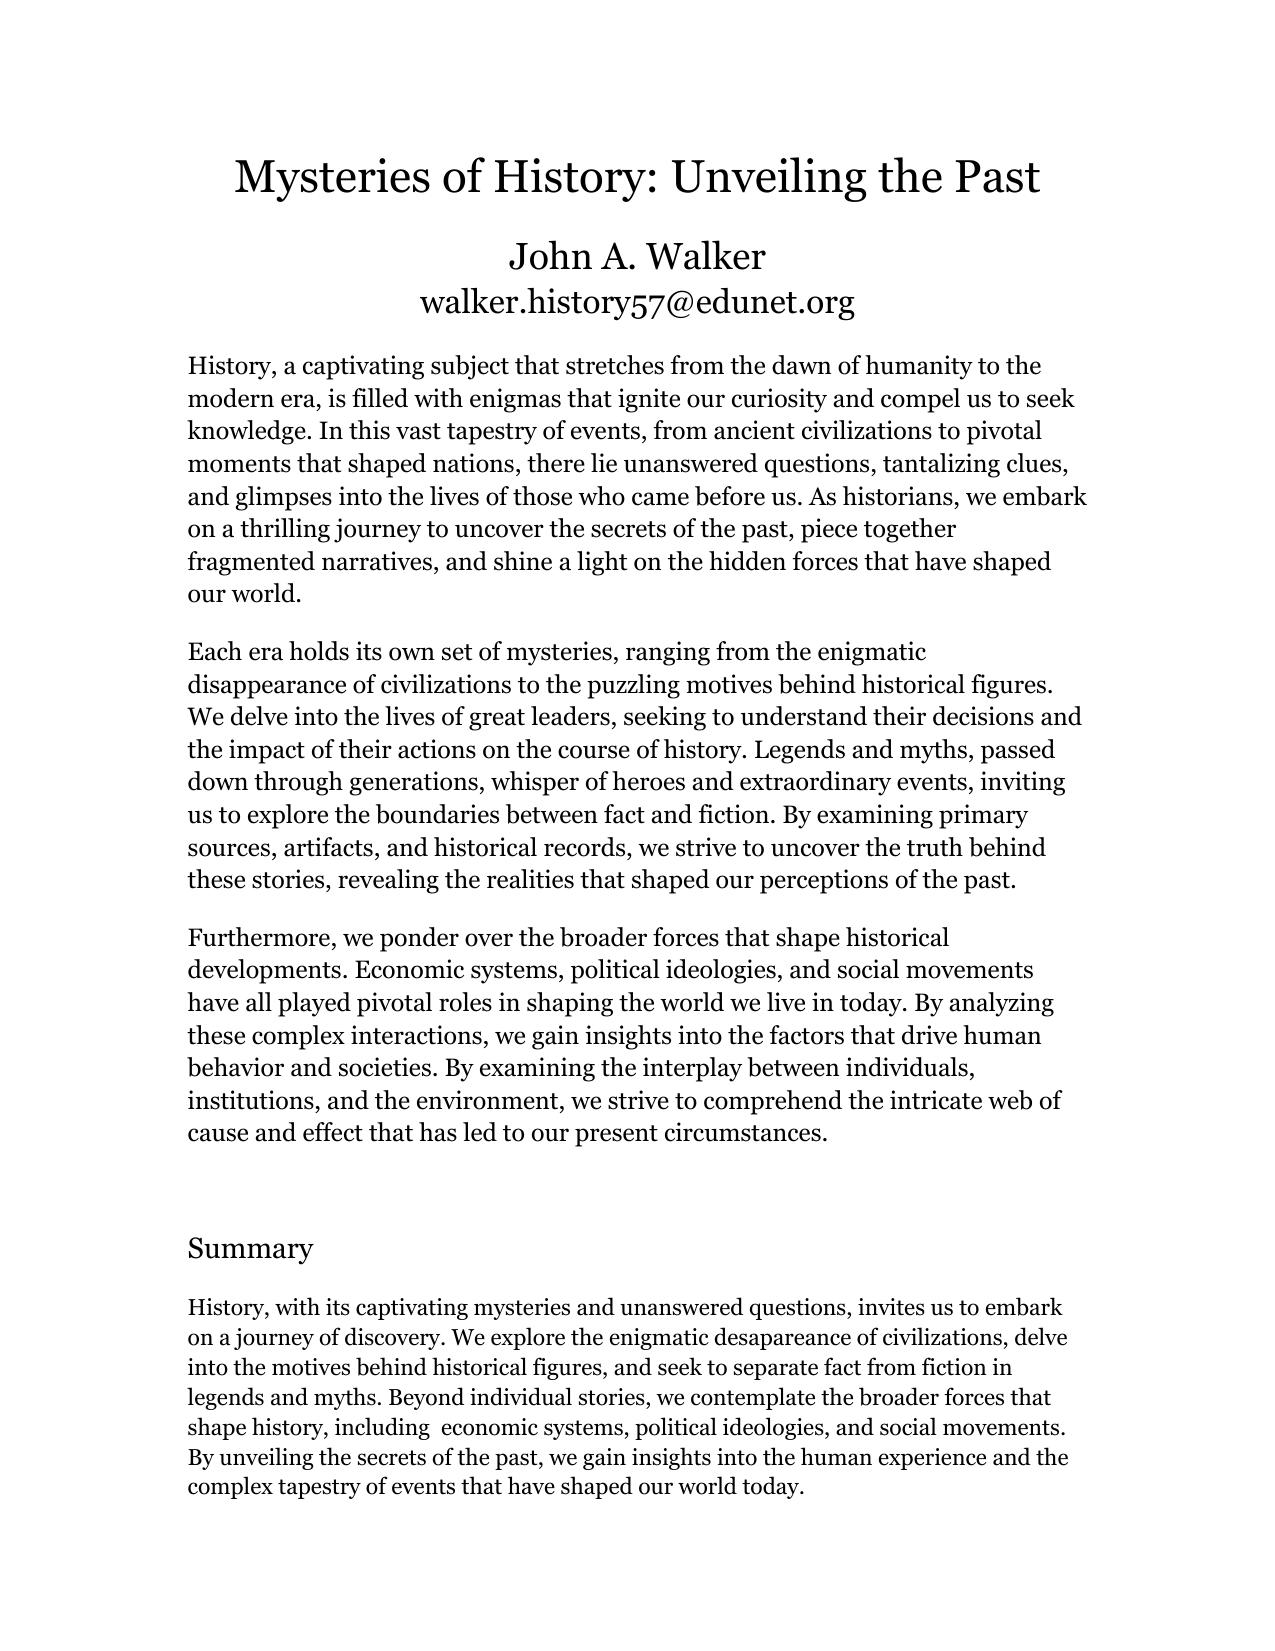 Mysteries of History: Unveiling the Past
John A. Walker
walker.history57@edunet.org
History, a captivating subject that stretches from the dawn of humanity to the
modern era, is filled with enigmas that ignite our curiosity and compel us to seek
knowledge. In this vast tapestry of events, from ancient civilizations to pivotal
moments that shaped nations, there lie unanswered questions, tantalizing clues,
and glimpses into the lives of those who came before us. As historians, we embark
on a thrilling journey to uncover the secrets of the past, piece together
fragmented narratives, and shine a light on the hidden forces that have shaped
our world.
Each era holds its own set of mysteries, ranging from the enigmatic
disappearance of civilizations to the puzzling motives behind historical figures.
We delve into the lives of great leaders, seeking to understand their decisions and
the impact of their actions on the course of history. Legends and myths, passed
down through generations, whisper of heroes and extraordinary events, inviting
us to explore the boundaries between fact and fiction. By examining primary
sources, artifacts, and historical records, we strive to uncover the truth behind
these stories, revealing the realities that shaped our perceptions of the past.
Furthermore, we ponder over the broader forces that shape historical
developments. Economic systems, political ideologies, and social movements
have all played pivotal roles in shaping the world we live in today. By analyzing
these complex interactions, we gain insights into the factors that drive human
behavior and societies. By examining the interplay between individuals,
institutions, and the environment, we strive to comprehend the intricate web of
cause and effect that has led to our present circumstances.
Summary
History, with its captivating mysteries and unanswered questions, invites us to embark
on a journey of discovery. We explore the enigmatic desapareance of civilizations, delve
into the motives behind historical figures, and seek to separate fact from fiction in
legends and myths. Beyond individual stories, we contemplate the broader forces that
shape history, including  economic systems, political ideologies, and social movements.
By unveiling the secrets of the past, we gain insights into the human experience and the
complex tapestry of events that have shaped our world today.